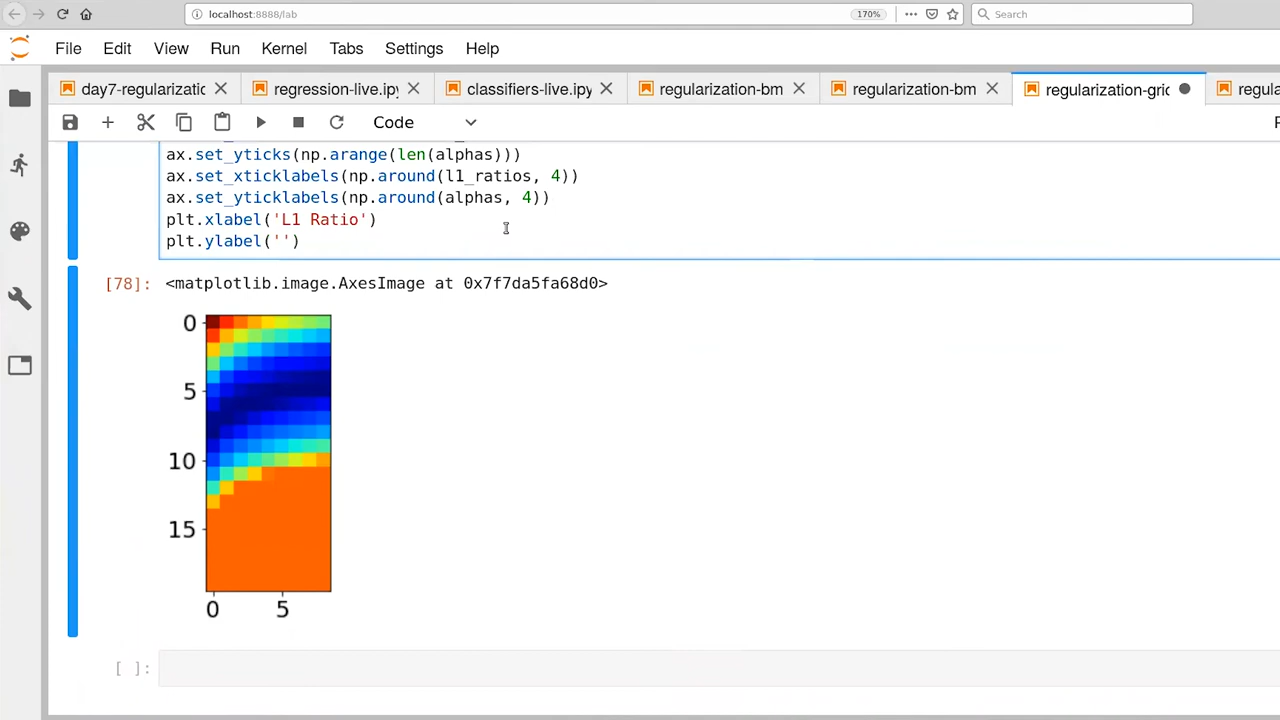 localhost:8888/lab
170%
Search
File Edit View Run Kernel Tabs Settings Help
day7-regularizatic
regression-live.ipy
classifiers-live.ipy
regularization-bm
regularization-bm
regularization-gric
regula
Code
ax.set_yticks(np.arange(len(alphas)))
ax.set_xticklabels(np.around(l1_ratios, 4))
ax.set_yticklabels(np.around(alphas, 4))
plt.xlabel('L1 Ratio')
plt.ylabel('')
[78]: <matplotlib.image.AxesImage at 0x7f7da5fa68d0>
0
5
10
15
0 5
[ ]: